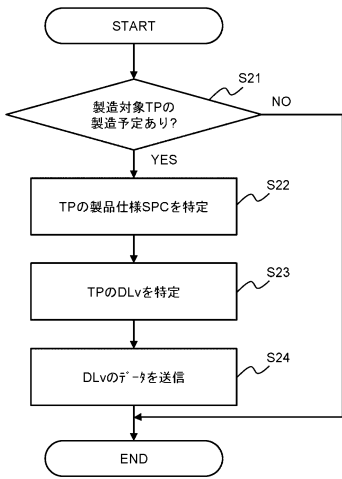 START
S21
製造対象TPの
製造予定あり?
NO
YES
S22
TPの製品仕様SPCを特定
S23
TPのDLvを特定
S24
DLvのﾃﾞｰﾀを送信
END